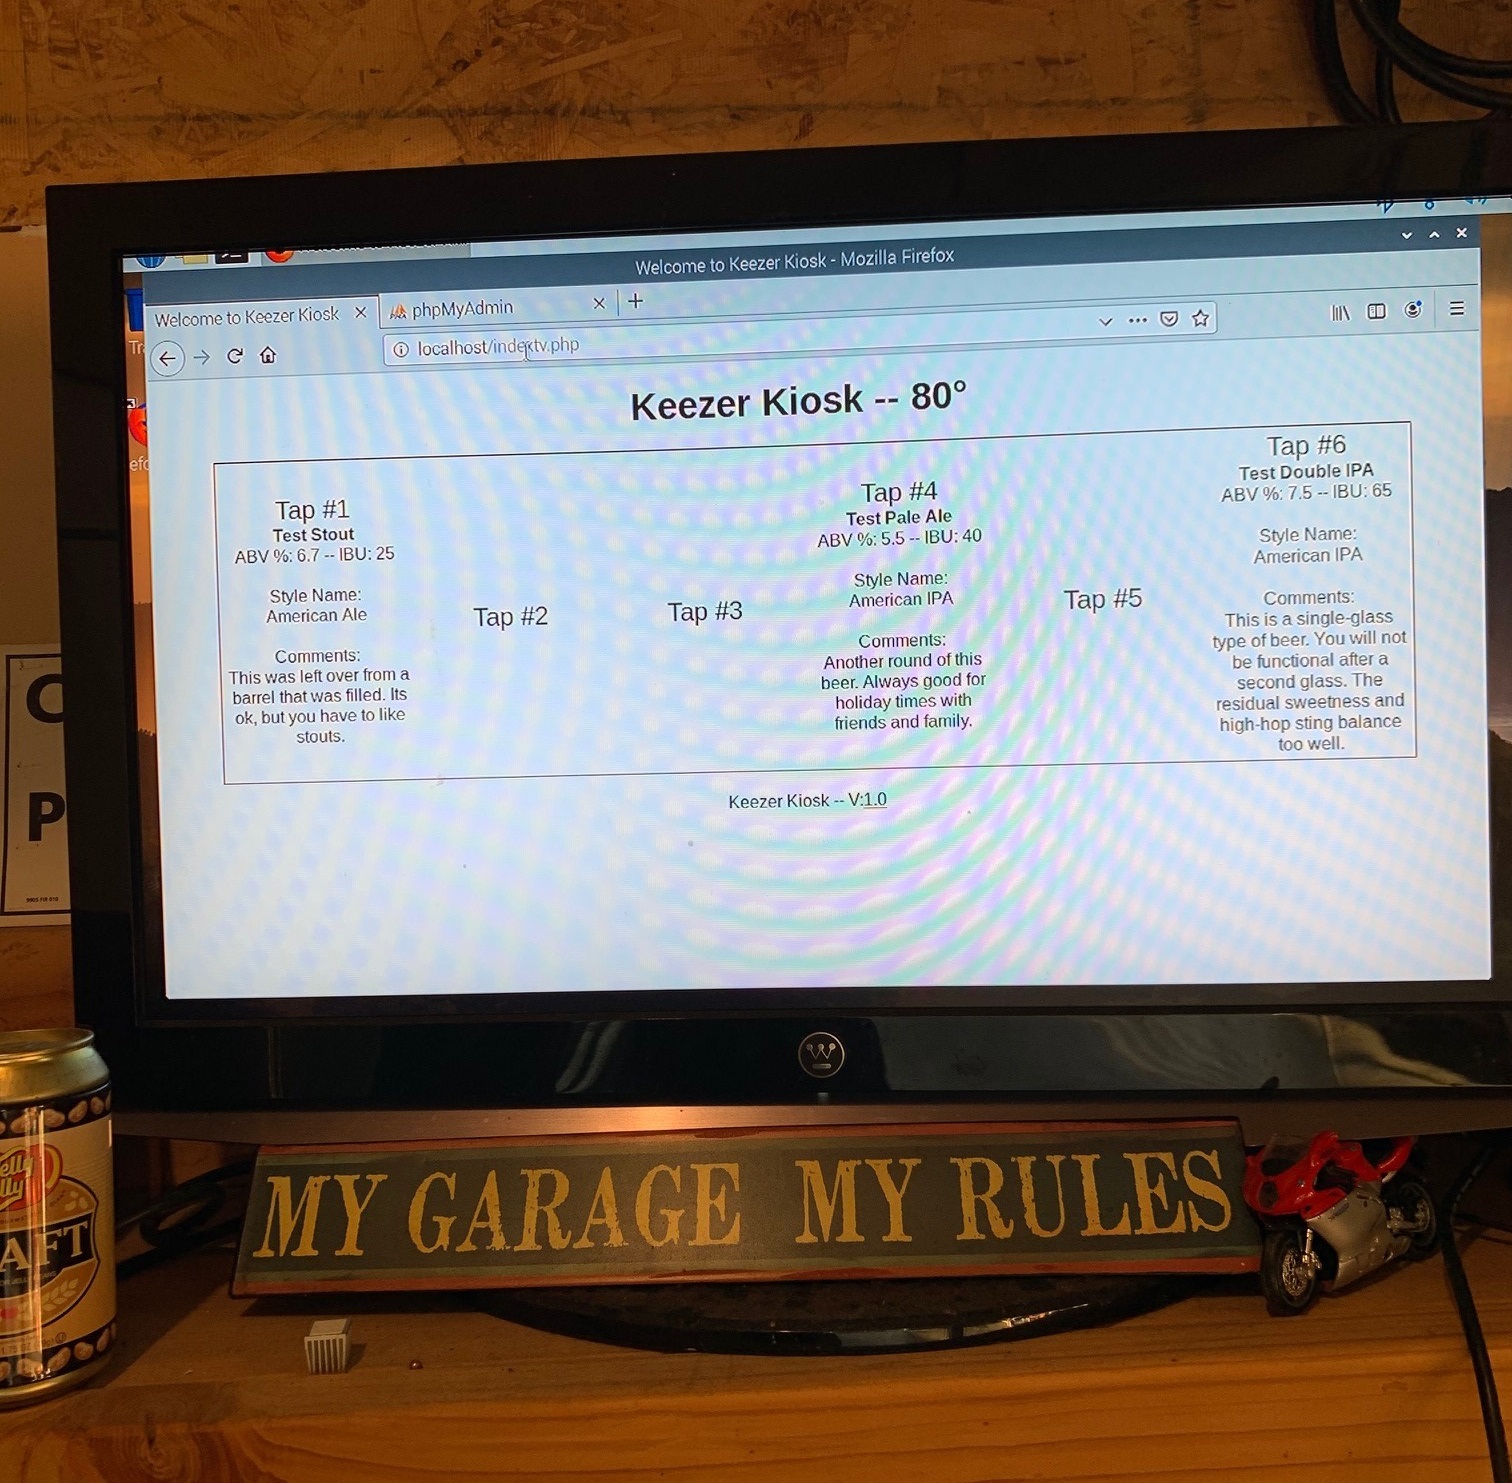 Welcome to Keezer Kiosk - Mozilla Firefox
Welcome to Keezer Kiosk
phpMyAdmin
localhost/indextv.php
Keezer Kiosk -- 80°
Tap #1
Test Stout
ABV %: 6.7 -- IBU: 25
Style Name:
American Ale
Comments:
This was left over from a
barrel that was filled. Its
ok, but you have to like
stouts.
Tap #2
Tap #3
Tap #4
Test Pale Ale
ABV %: 5.5 -- IBU: 40
Style Name:
American IPA
Comments:
Another round of this
beer. Always good for
holiday times with
friends and family.
Tap #5
Tap #6
Test Double IPA
ABV %: 7.5 -- IBU: 65
Style Name:
American IPA
Comments:
This is a single-glass
type of beer. You will not
be functional after a
second glass. The
residual sweetness and
high-hop sting balance
too well.
Keezer Kiosk -- V:1.0
MY GARAGE MY RULES